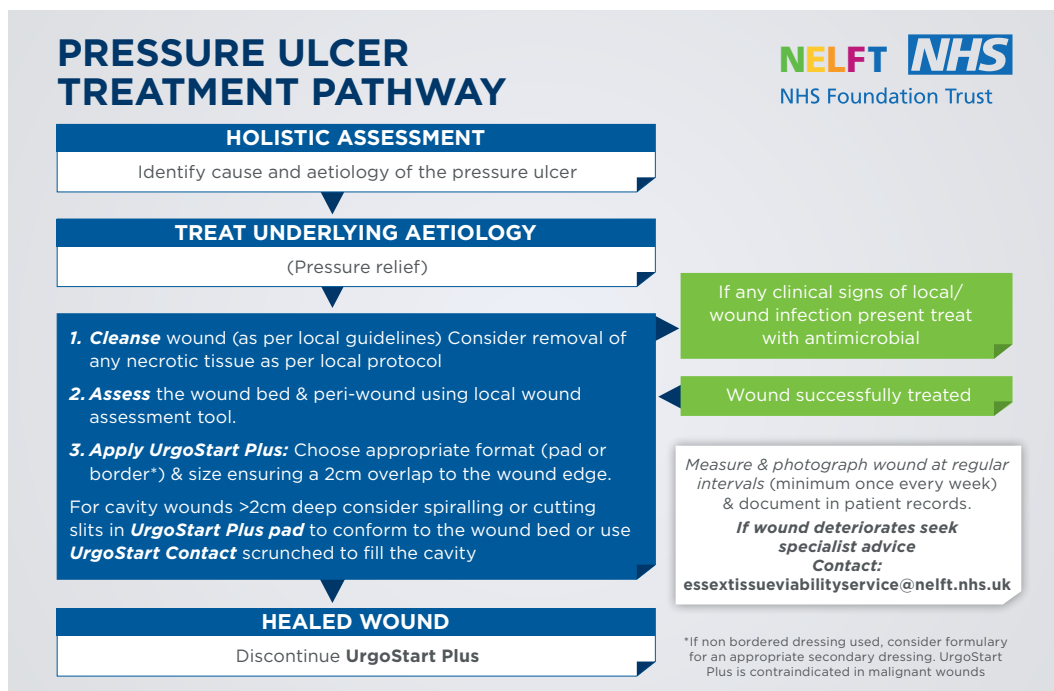 PRESSURE ULCER
TREATMENT PATHWAY
NELFT NHS
NHS Foundation Trust
HOLISTIC ASSESSMENT
Identify cause and aetiology of the pressure ulcer
TREAT UNDERLYING AETIOLOGY
(Pressure relief)
1. Cleanse wound (as per local guidelines) Consider removal of
any necrotic tissue as per local protocol
2. Assess the wound bed & peri-wound using local wound
assessment tool.
3. Apply UrgoStart Plus: Choose appropriate format (pad or
border*) & size ensuring a 2cm overlap to the wound edge.
For cavity wounds >2cm deep consider spiralling or cutting
slits in UrgoStart Plus pad to conform to the wound bed or use
UrgoStart Contact scrunched to fill the cavity
If any clinical signs of local/
wound infection present treat
with antimicrobial
Wound successfully treated
Measure & photograph wound at regular
intervals (minimum once every week)
& document in patient records.
If wound deteriorates seek
specialist advice
Contact:
essextissueviabilityservice@nelft.nhs.uk
HEALED WOUND
Discontinue UrgoStart Plus
*If non bordered dressing used, consider formulary
for an appropriate secondary dressing. UrgoStart
Plus is contraindicated in malignant wounds